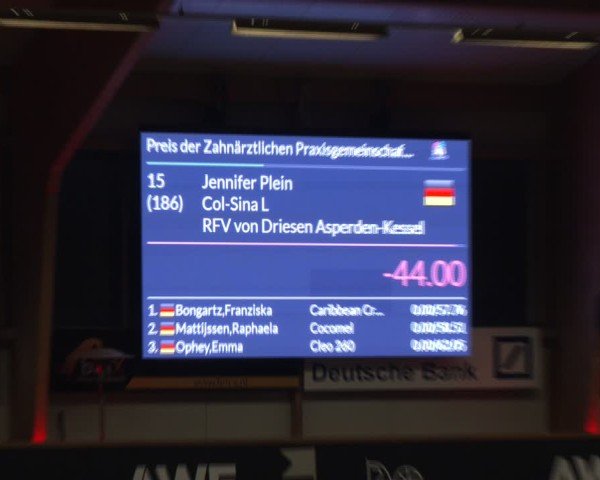 Preis der Zahnärztlichen Praxisgemeinschaf...
15 Jennifer Plein
(186) Col-Sina L
RFV von Driesen Asperden-Kessel
-44.00
1. Bongartz,Franziska Caribbean Cr...
2. Mattijssen,Raphaela Cocomel
3. Ophey,Emma Cleo 260
Deutsche Bank